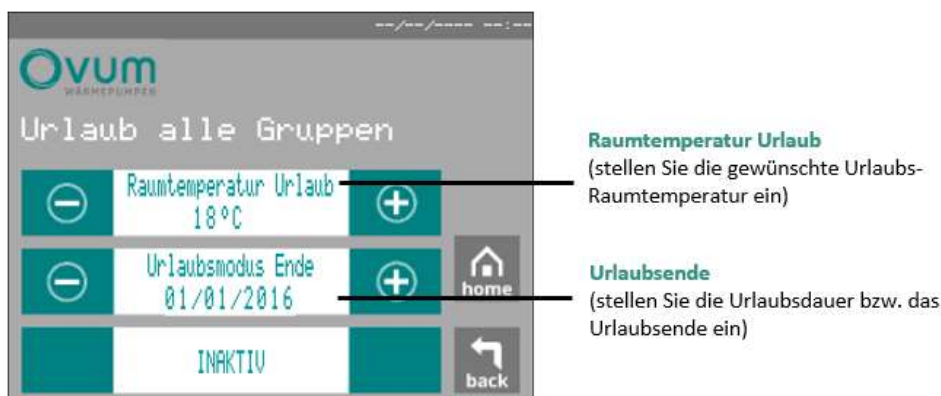 --/--/---- --:--
Ovum
WÄRMEPUMPEN
Urlaub alle Gruppen
Raumtemperatur Urlaub
18°C
Urlaubsmodus Ende
01/01/2016
home
INAKTIV
back
Raumtemperatur Urlaub
(stellen Sie die gewünschte Urlaubs-
Raumtemperatur ein)
Urlaubsende
(stellen Sie die Urlaubsdauer bzw. das
Urlaubsende ein)